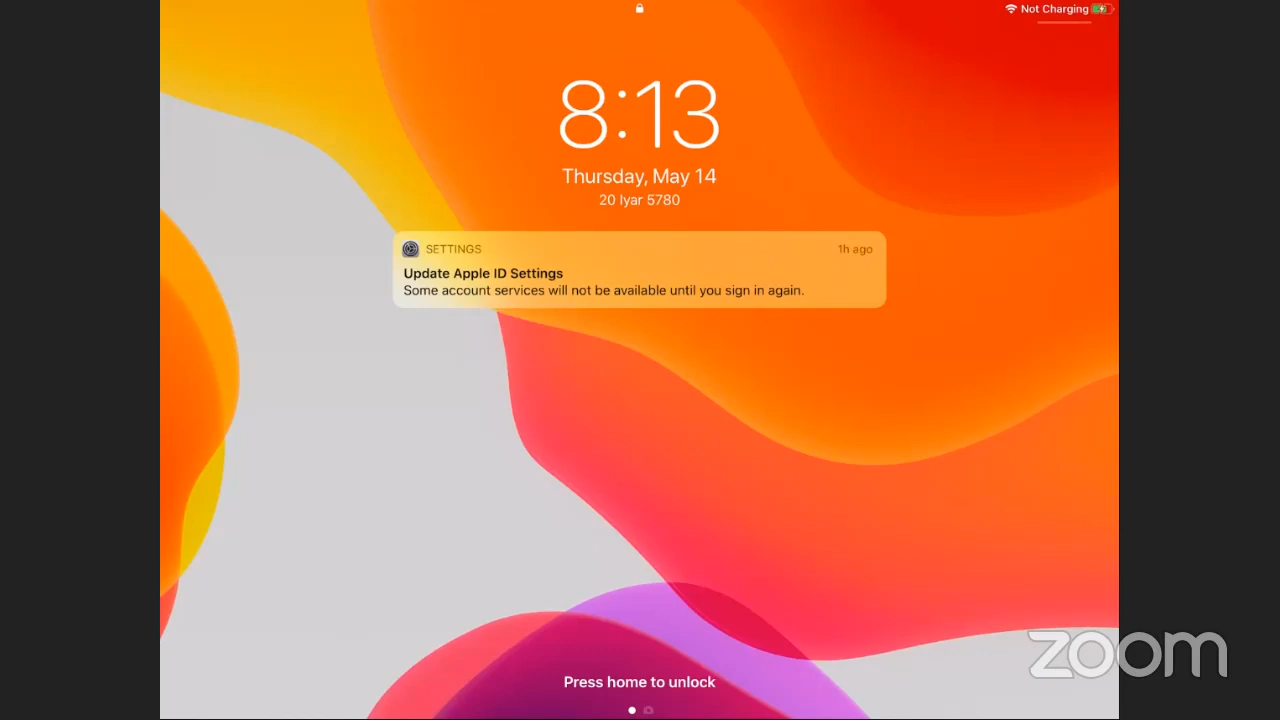 Not Charging
8:13
Thursday, May 14
20 Iyar 5780
SETTINGS 1h ago
Update Apple ID Settings
Some account services will not be available until you sign in again.
Press home to unlock
zoom